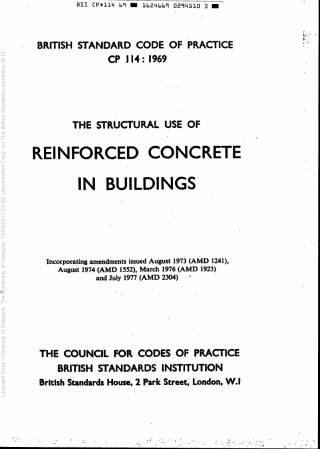 BSI CP*114 69 ■ 1624669 0294510 3 ■
BRITISH STANDARD CODE OF PRACTICE
CP 114 : 1969
THE STRUCTURAL USE OF
REINFORCED CONCRETE
IN BUILDINGS
Incorporating amendments issued August 1973 (AMD 1241),
August 1974 (AMD 1552), March 1976 (AMD 1923)
and July 1977 (AMD 2304)
THE COUNCIL FOR CODES OF PRACTICE
BRITISH STANDARDS INSTITUTION
British Standards House, 2 Park Street, London, W.1
Licensed Copy: University of Glasgow, The University of Glasgow, Uncontrolled Copy, (c) The British Standards Institution 2013